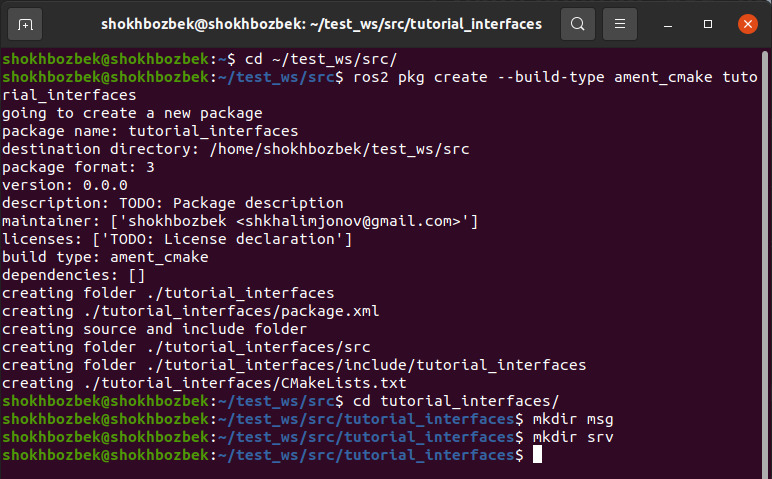 shokhbozbek@shokhbozbek: ~/test_ws/src/tutorial_interfaces
shokhbozbek@shokhbozbek:~$ cd ~/test_ws/src/
shokhbozbek@shokhbozbek:~/test_ws/src$ ros2 pkg create --build-type ament_cmake tuto
rial_interfaces
going to create a new package
package name: tutorial_interfaces
destination directory: /home/shokhbozbek/test_ws/src
package format: 3
version: 0.0.0
description: TODO: Package description
maintainer: ['shokhbozbek <shkhalimjonov@gmail.com>']
licenses: ['TODO: License declaration']
build type: ament_cmake
dependencies: []
creating folder ./tutorial_interfaces
creating ./tutorial_interfaces/package.xml
creating source and include folder
creating folder ./tutorial_interfaces/src
creating folder ./tutorial_interfaces/include/tutorial_interfaces
creating ./tutorial_interfaces/CMakeLists.txt
shokhbozbek@shokhbozbek:~/test_ws/src$ cd tutorial_interfaces/
shokhbozbek@shokhbozbek:~/test_ws/src/tutorial_interfaces$ mkdir msg
shokhbozbek@shokhbozbek:~/test_ws/src/tutorial_interfaces$ mkdir srv
shokhbozbek@shokhbozbek:~/test_ws/src/tutorial_interfaces$